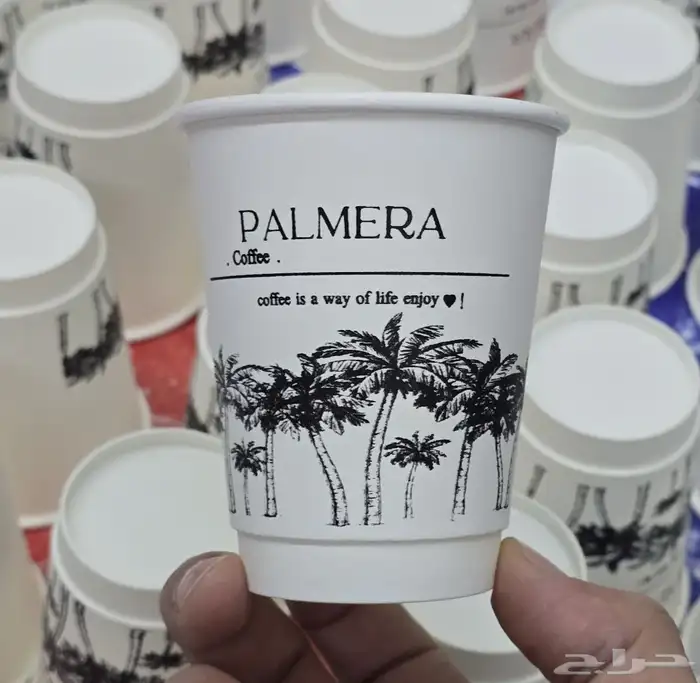 PALMERA
. Coffee .
coffee is a way of life enjoy ♥ !
حراج